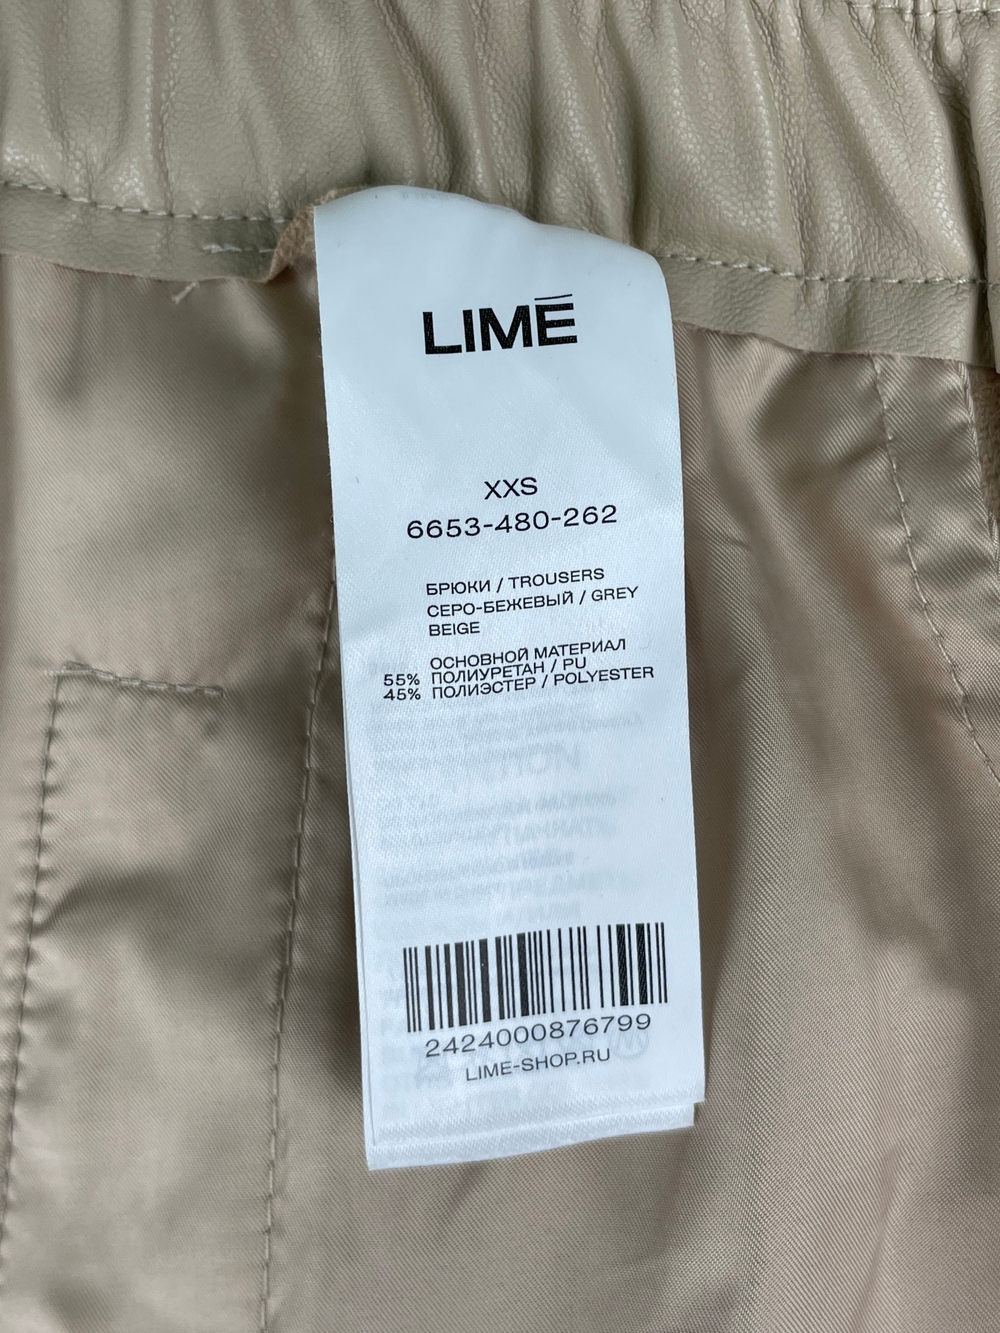 LIMĒ
XXS
6653-480-262
БРЮКИ / TROUSERS
СЕРО-БЕЖЕВЫЙ / GREY
BEIGE
ОСНОВНОЙ МАТЕРИАЛ
55% ПОЛИУРЕТАН / PU
45% ПОЛИЭСТЕР / POLYESTER
2424000876799
LIME-SHOP.RU